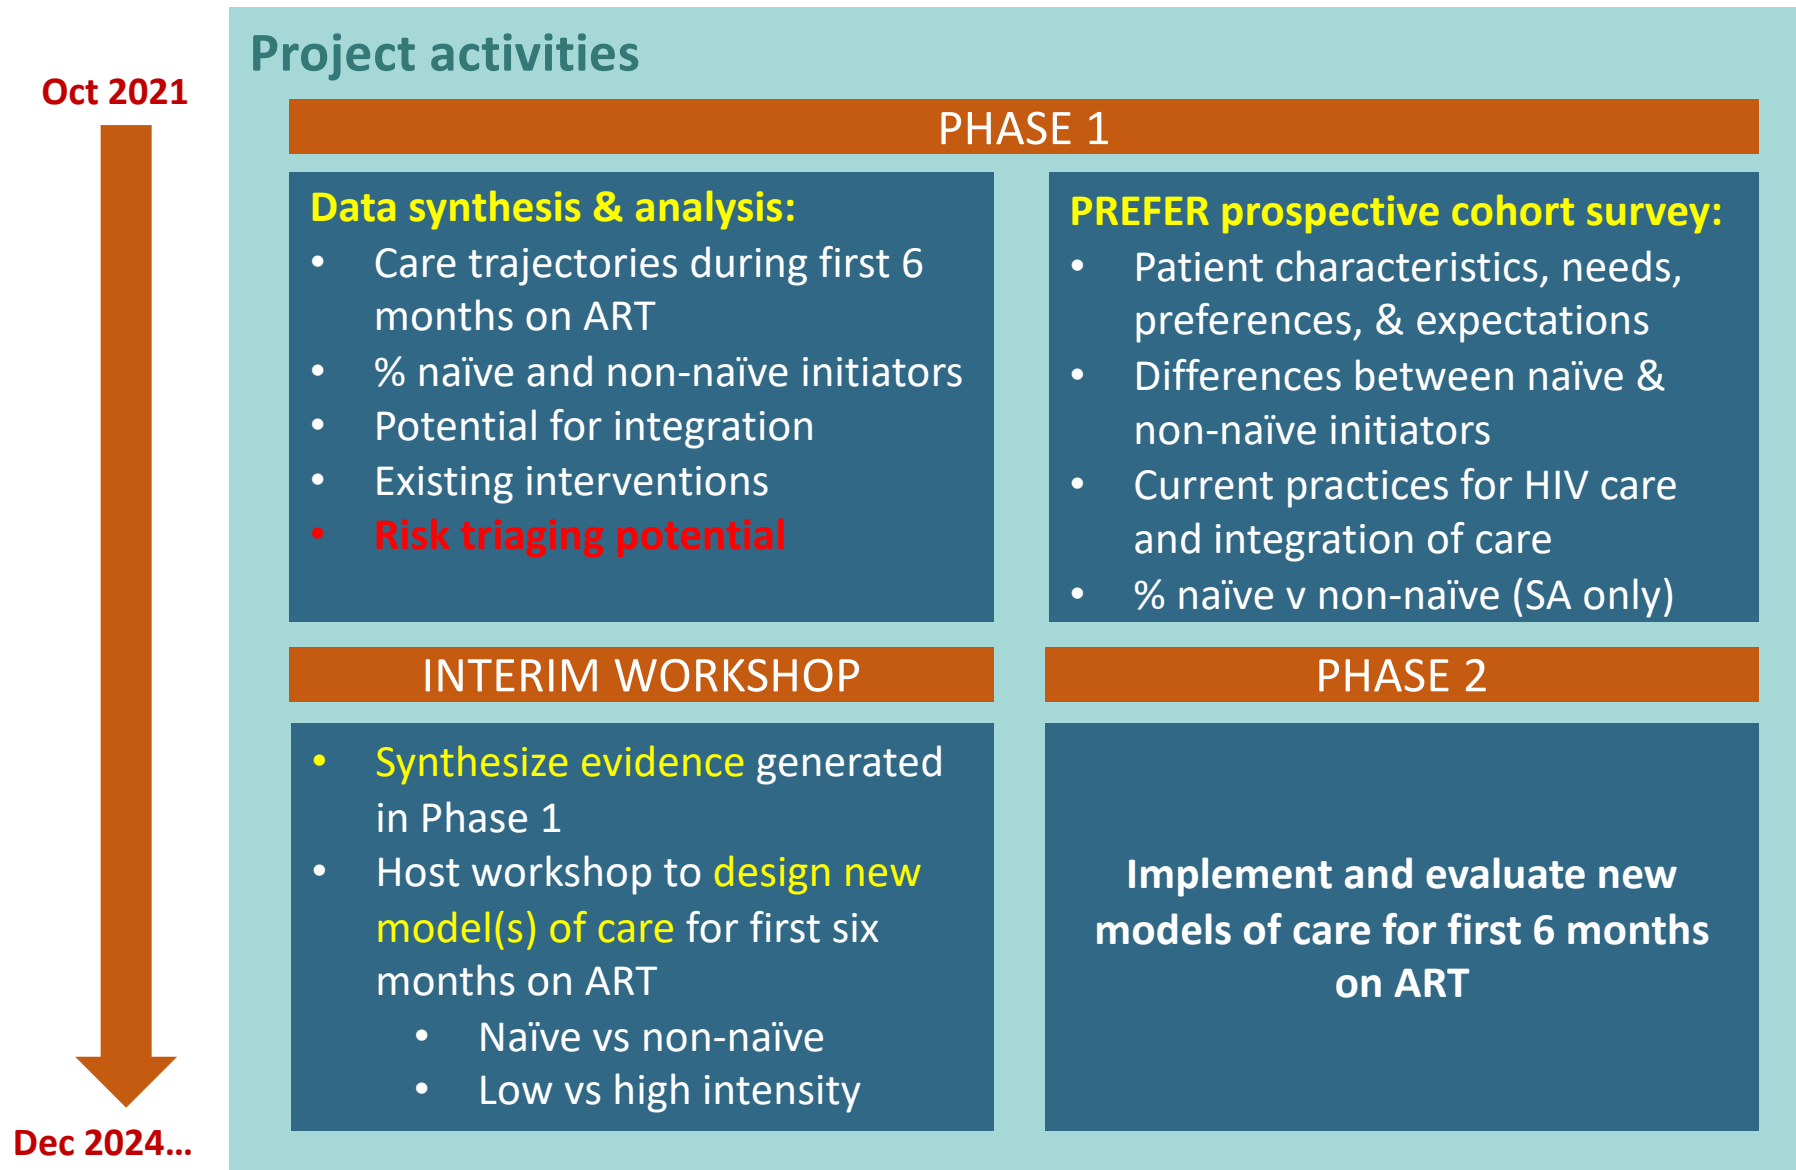 Project activities
Oct 2021
PHASE 1
Data synthesis & analysis:
• Care trajectories during first 6
months on ART
• % naïve and non-naïve initiators
• Potential for integration
• Existing interventions
• Risk triaging potential
PREFER prospective cohort survey:
• Patient characteristics, needs,
preferences, & expectations
• Differences between naïve &
non-naïve initiators
• Current practices for HIV care
and integration of care
• % naïve v non-naïve (SA only)
INTERIM WORKSHOP
• Synthesize evidence generated
in Phase 1
• Host workshop to design new
model(s) of care for first six
months on ART
• Naïve vs non-naïve
• Low vs high intensity
PHASE 2
Implement and evaluate new
models of care for first 6 months
on ART
Dec 2024...